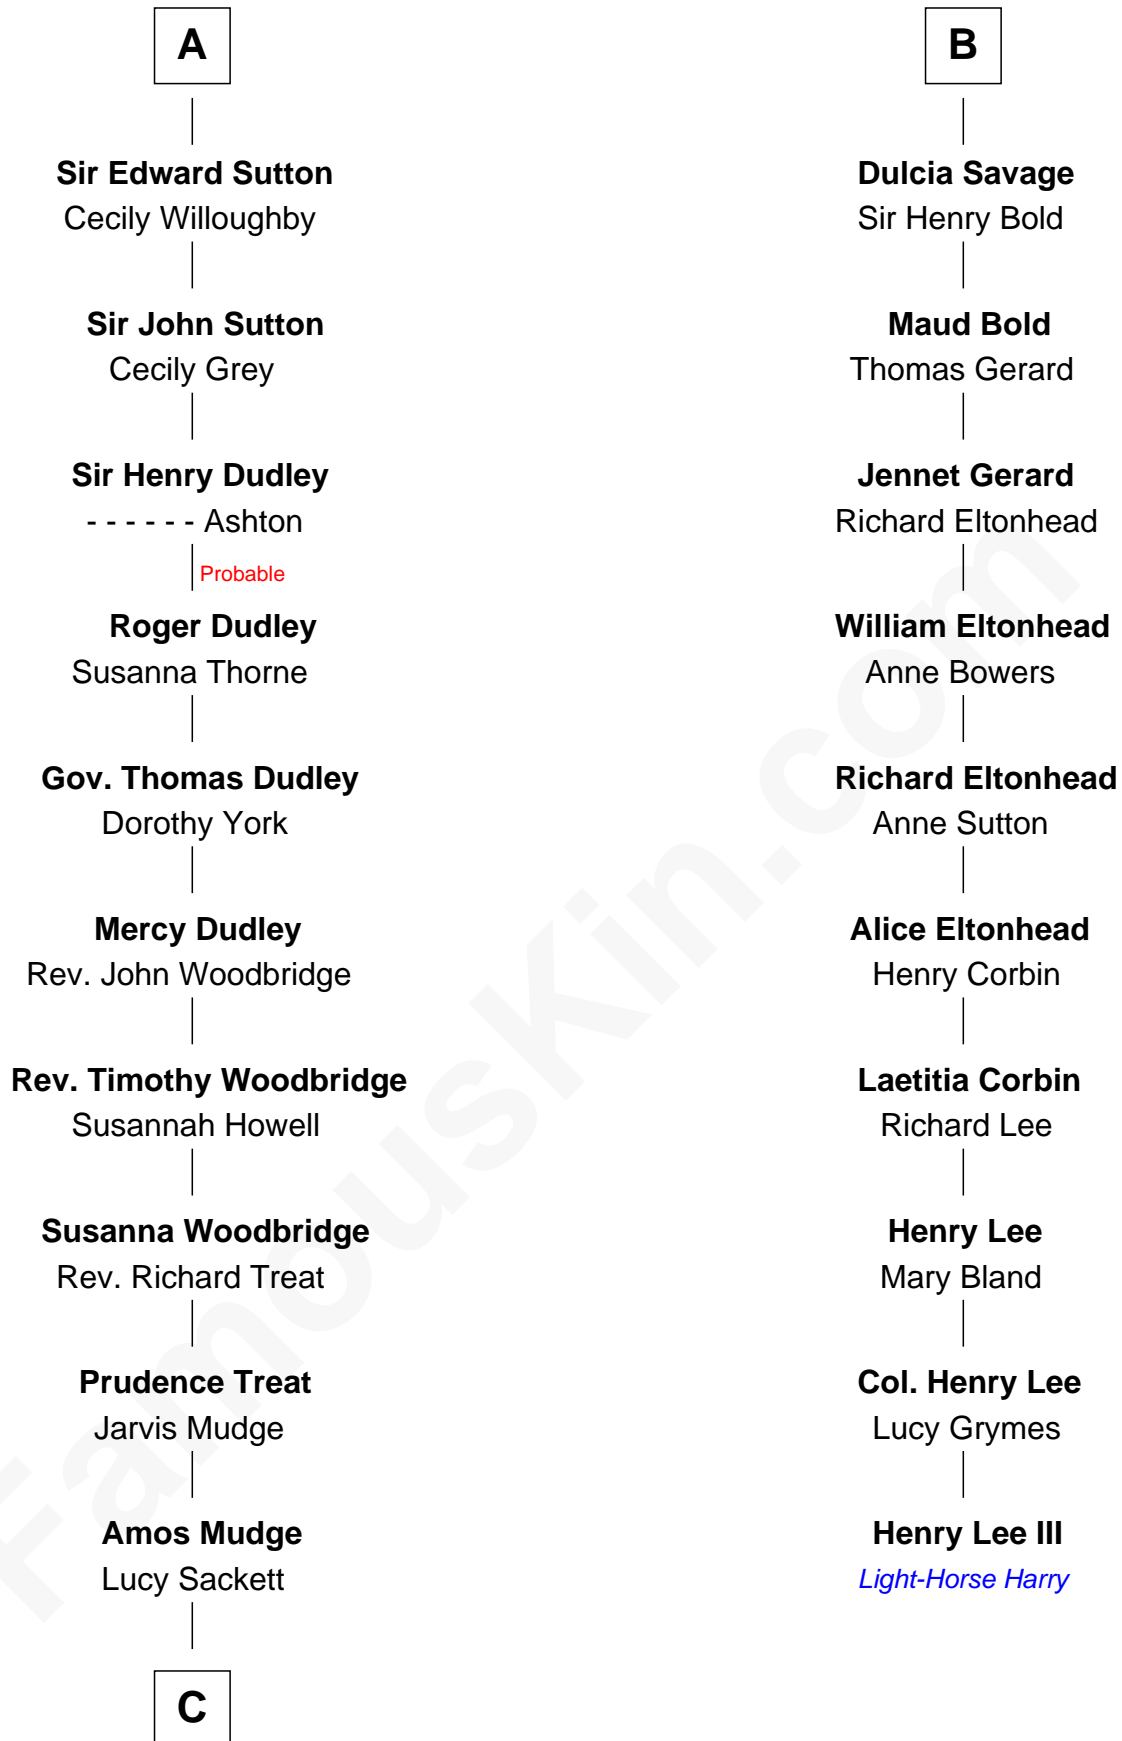 A
Sir Edward Sutton
Cecily Willoughby
Sir John Sutton
Cecily Grey
Sir Henry Dudley
- - - - - - Ashton
Probable
Roger Dudley
Susanna Thorne
Gov. Thomas Dudley
Dorothy York
Mercy Dudley
Rev. John Woodbridge
Rev. Timothy Woodbridge
Susannah Howell
Susanna Woodbridge
Rev. Richard Treat
Prudence Treat
Jarvis Mudge
Amos Mudge
Lucy Sackett
C
B
Dulcia Savage
Sir Henry Bold
Maud Bold
Thomas Gerard
Jennet Gerard
Richard Eltonhead
William Eltonhead
Anne Bowers
Richard Eltonhead
Anne Sutton
Alice Eltonhead
Henry Corbin
Laetitia Corbin
Richard Lee
Henry Lee
Mary Bland
Col. Henry Lee
Lucy Grymes
Henry Lee III
Light-Horse Harry
FamousKin.com